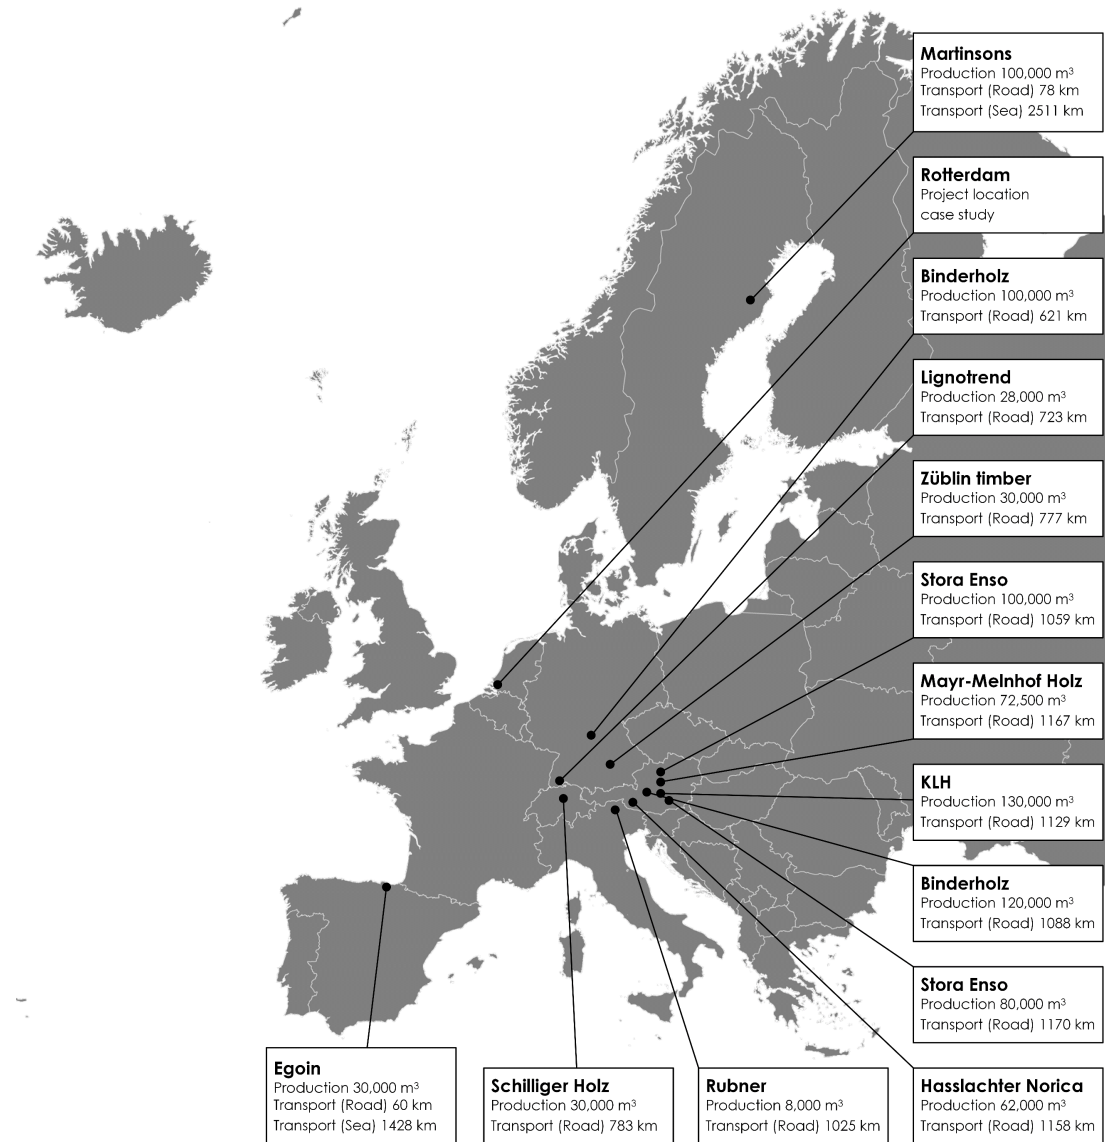 Martinsons
Production 100,000 m³
Transport (Road) 78 km
Transport (Sea) 2511 km
Rotterdam
Project location
case study
Binderholz
Production 100,000 m³
Transport (Road) 621 km
Lignotrend
Production 28,000 m³
Transport (Road) 723 km
Züblin timber
Production 30,000 m³
Transport (Road) 777 km
Stora Enso
Production 100,000 m³
Transport (Road) 1059 km
Mayr-Melnhof Holz
Production 72,500 m³
Transport (Road) 1167 km
KLH
Production 130,000 m³
Transport (Road) 1129 km
Binderholz
Production 120,000 m³
Transport (Road) 1088 km
Stora Enso
Production 80,000 m³
Transport (Road) 1170 km
Egoin
Production 30,000 m³
Transport (Road) 60 km
Transport (Sea) 1428 km
Schilliger Holz
Production 30,000 m³
Transport (Road) 783 km
Rubner
Production 8,000 m³
Transport (Road) 1025 km
Hasslachter Norica
Production 62,000 m³
Transport (Road) 1158 km